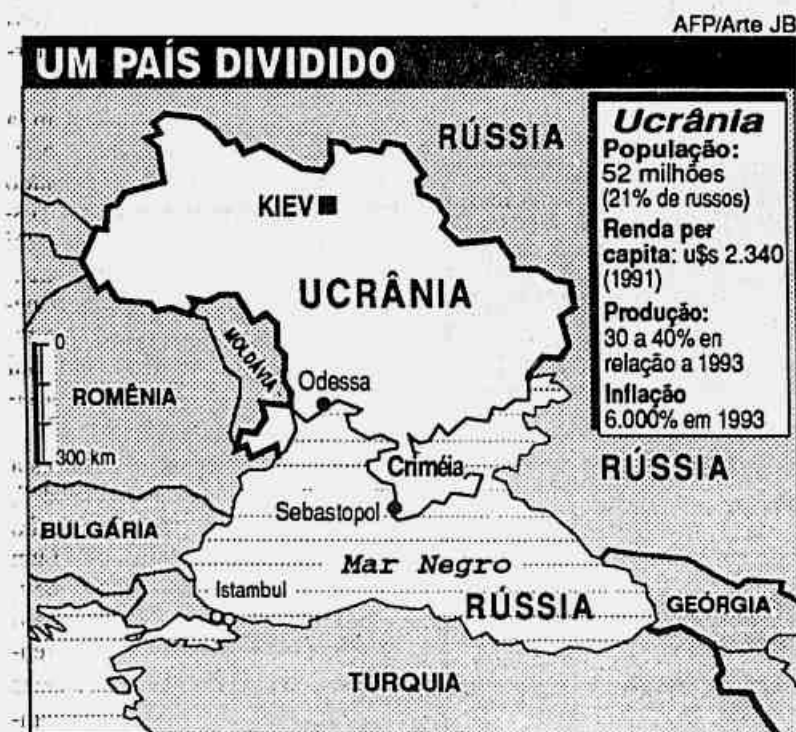 AFP/Arte JB
UM PAÍS DIVIDIDO
RÚSSIA
KIEV
UCRÂNIA
MOLDÁVIA
0
300 km
ROMÊNIA
Odessa
Criméia
Sebastopol
BULGÁRIA
Mar Negro
Istambul
RÚSSIA
RÚSSIA
GEÓRGIA
TURQUIA
Ucrânia
População:
52 milhões
(21% de russos)
Renda per
capita: u$s 2.340
(1991)
Produção:
30 a 40% en
relação a 1993
Inflação
6.000% em 1993